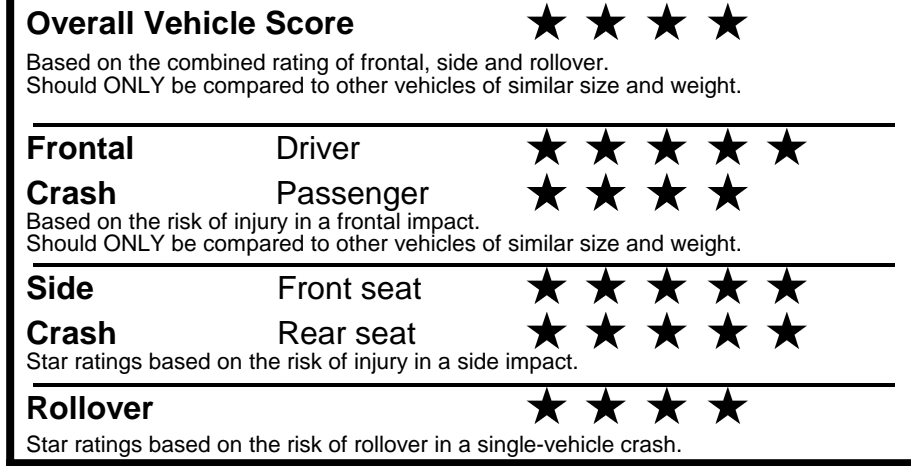 Overall Vehicle Score ★ ★ ★ ★
Based on the combined rating of frontal, side and rollover.
Should ONLY be compared to other vehicles of similar size and weight.
Frontal Driver ★ ★ ★ ★ ★
Crash Passenger ★ ★ ★ ★
Based on the risk of injury in a frontal impact.
Should ONLY be compared to other vehicles of similar size and weight.
Side Front seat ★ ★ ★ ★ ★
Crash Rear seat ★ ★ ★ ★ ★
Star ratings based on the risk of injury in a side impact.
Rollover ★ ★ ★ ★
Star ratings based on the risk of rollover in a single-vehicle crash.